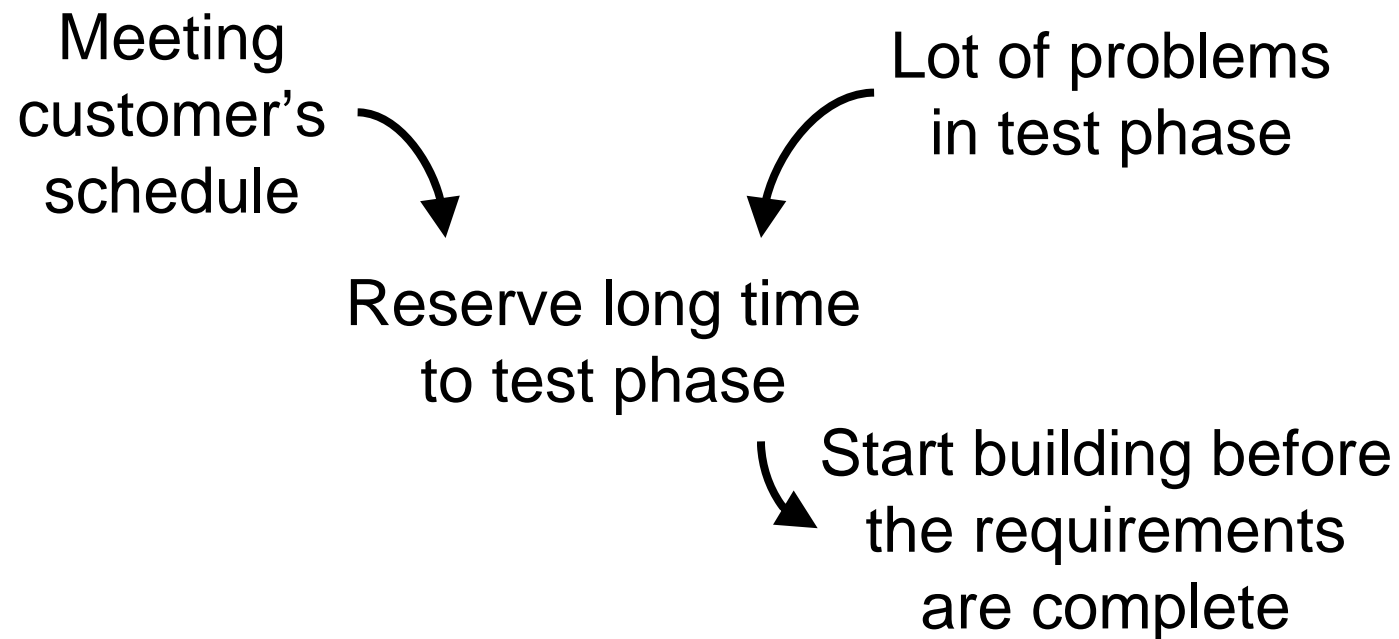 Meeting
customer’s
schedule
Lot of problems
in test phase
Reserve long time
to test phase
Start building before
the requirements
are complete